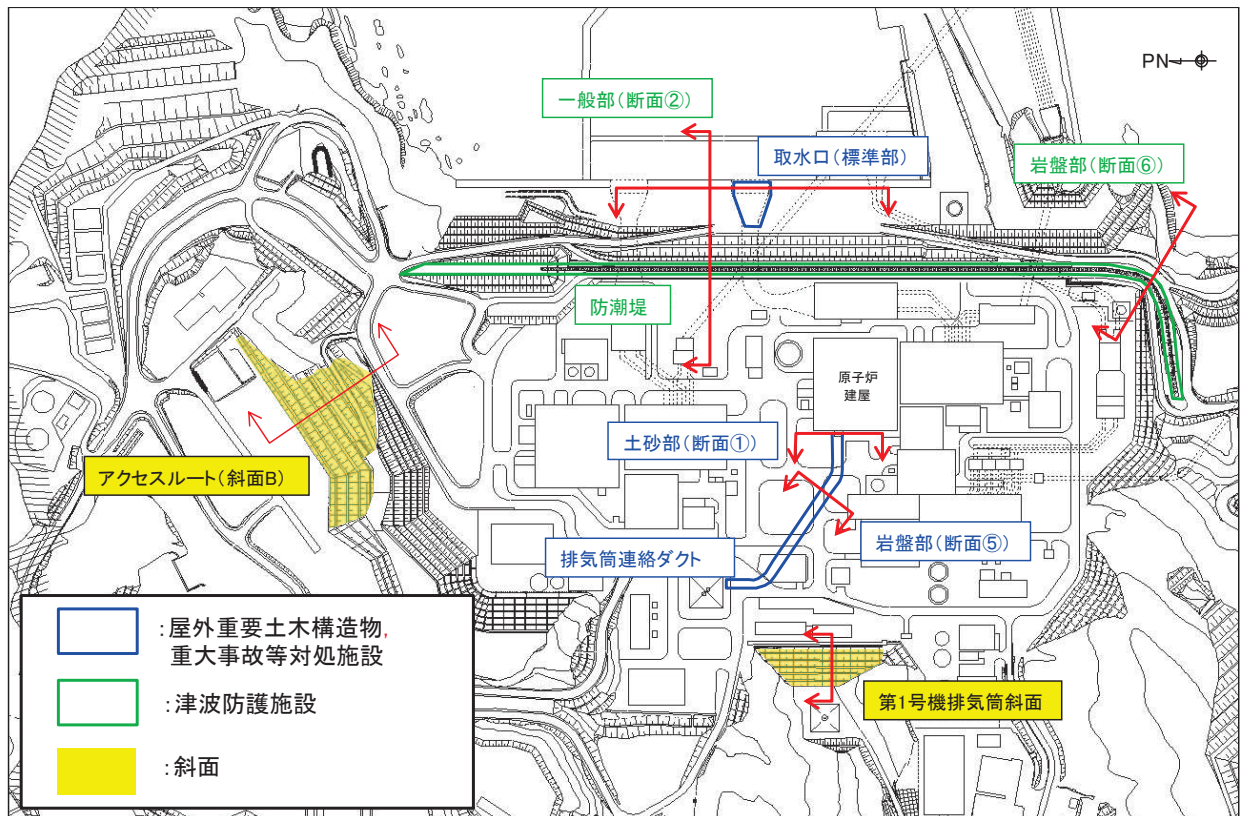 PN
一般部(断面②)
取水口(標準部)
岩盤部(断面⑥)
防潮堤
原子炉
建屋
土砂部(断面①)
アクセスルート(斜面B)
排気筒連絡ダクト
岩盤部(断面⑤)
第1号機排気筒斜面
:屋外重要土木構造物,
重大事故等対処施設
:津波防護施設
:斜面